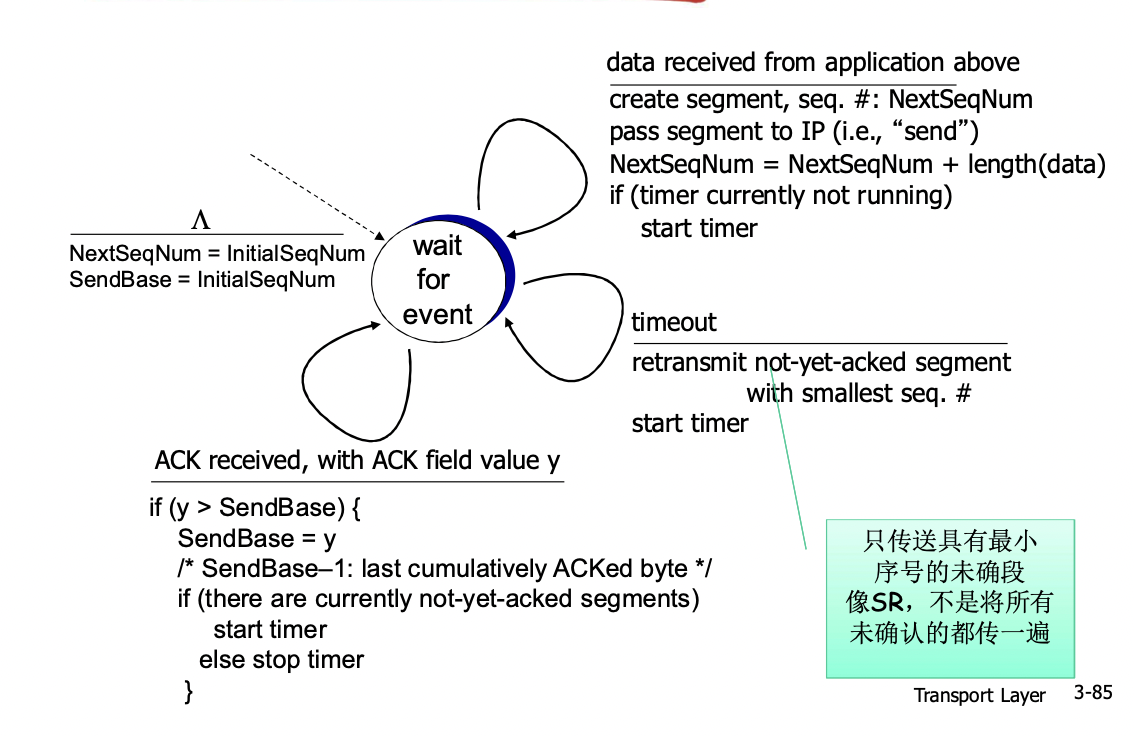 data received from application above
create segment, seq. #: NextSeqNum
pass segment to IP (i.e., “send”)
NextSeqNum = NextSeqNum + length(data)
if (timer currently not running)
start timer
Λ
NextSeqNum = InitialSeqNum
SendBase = InitialSeqNum
wait
for
event
timeout
retransmit not-yet-acked segment
with smallest seq. #
start timer
ACK received, with ACK field value y
if (y > SendBase) {
SendBase = y
/* SendBase–1: last cumulatively ACKed byte */
if (there are currently not-yet-acked segments)
start timer
else stop timer
}
只传送具有最小
序号的未确段
像SR，不是将所有
未确认的都传一遍
Transport Layer
3-85